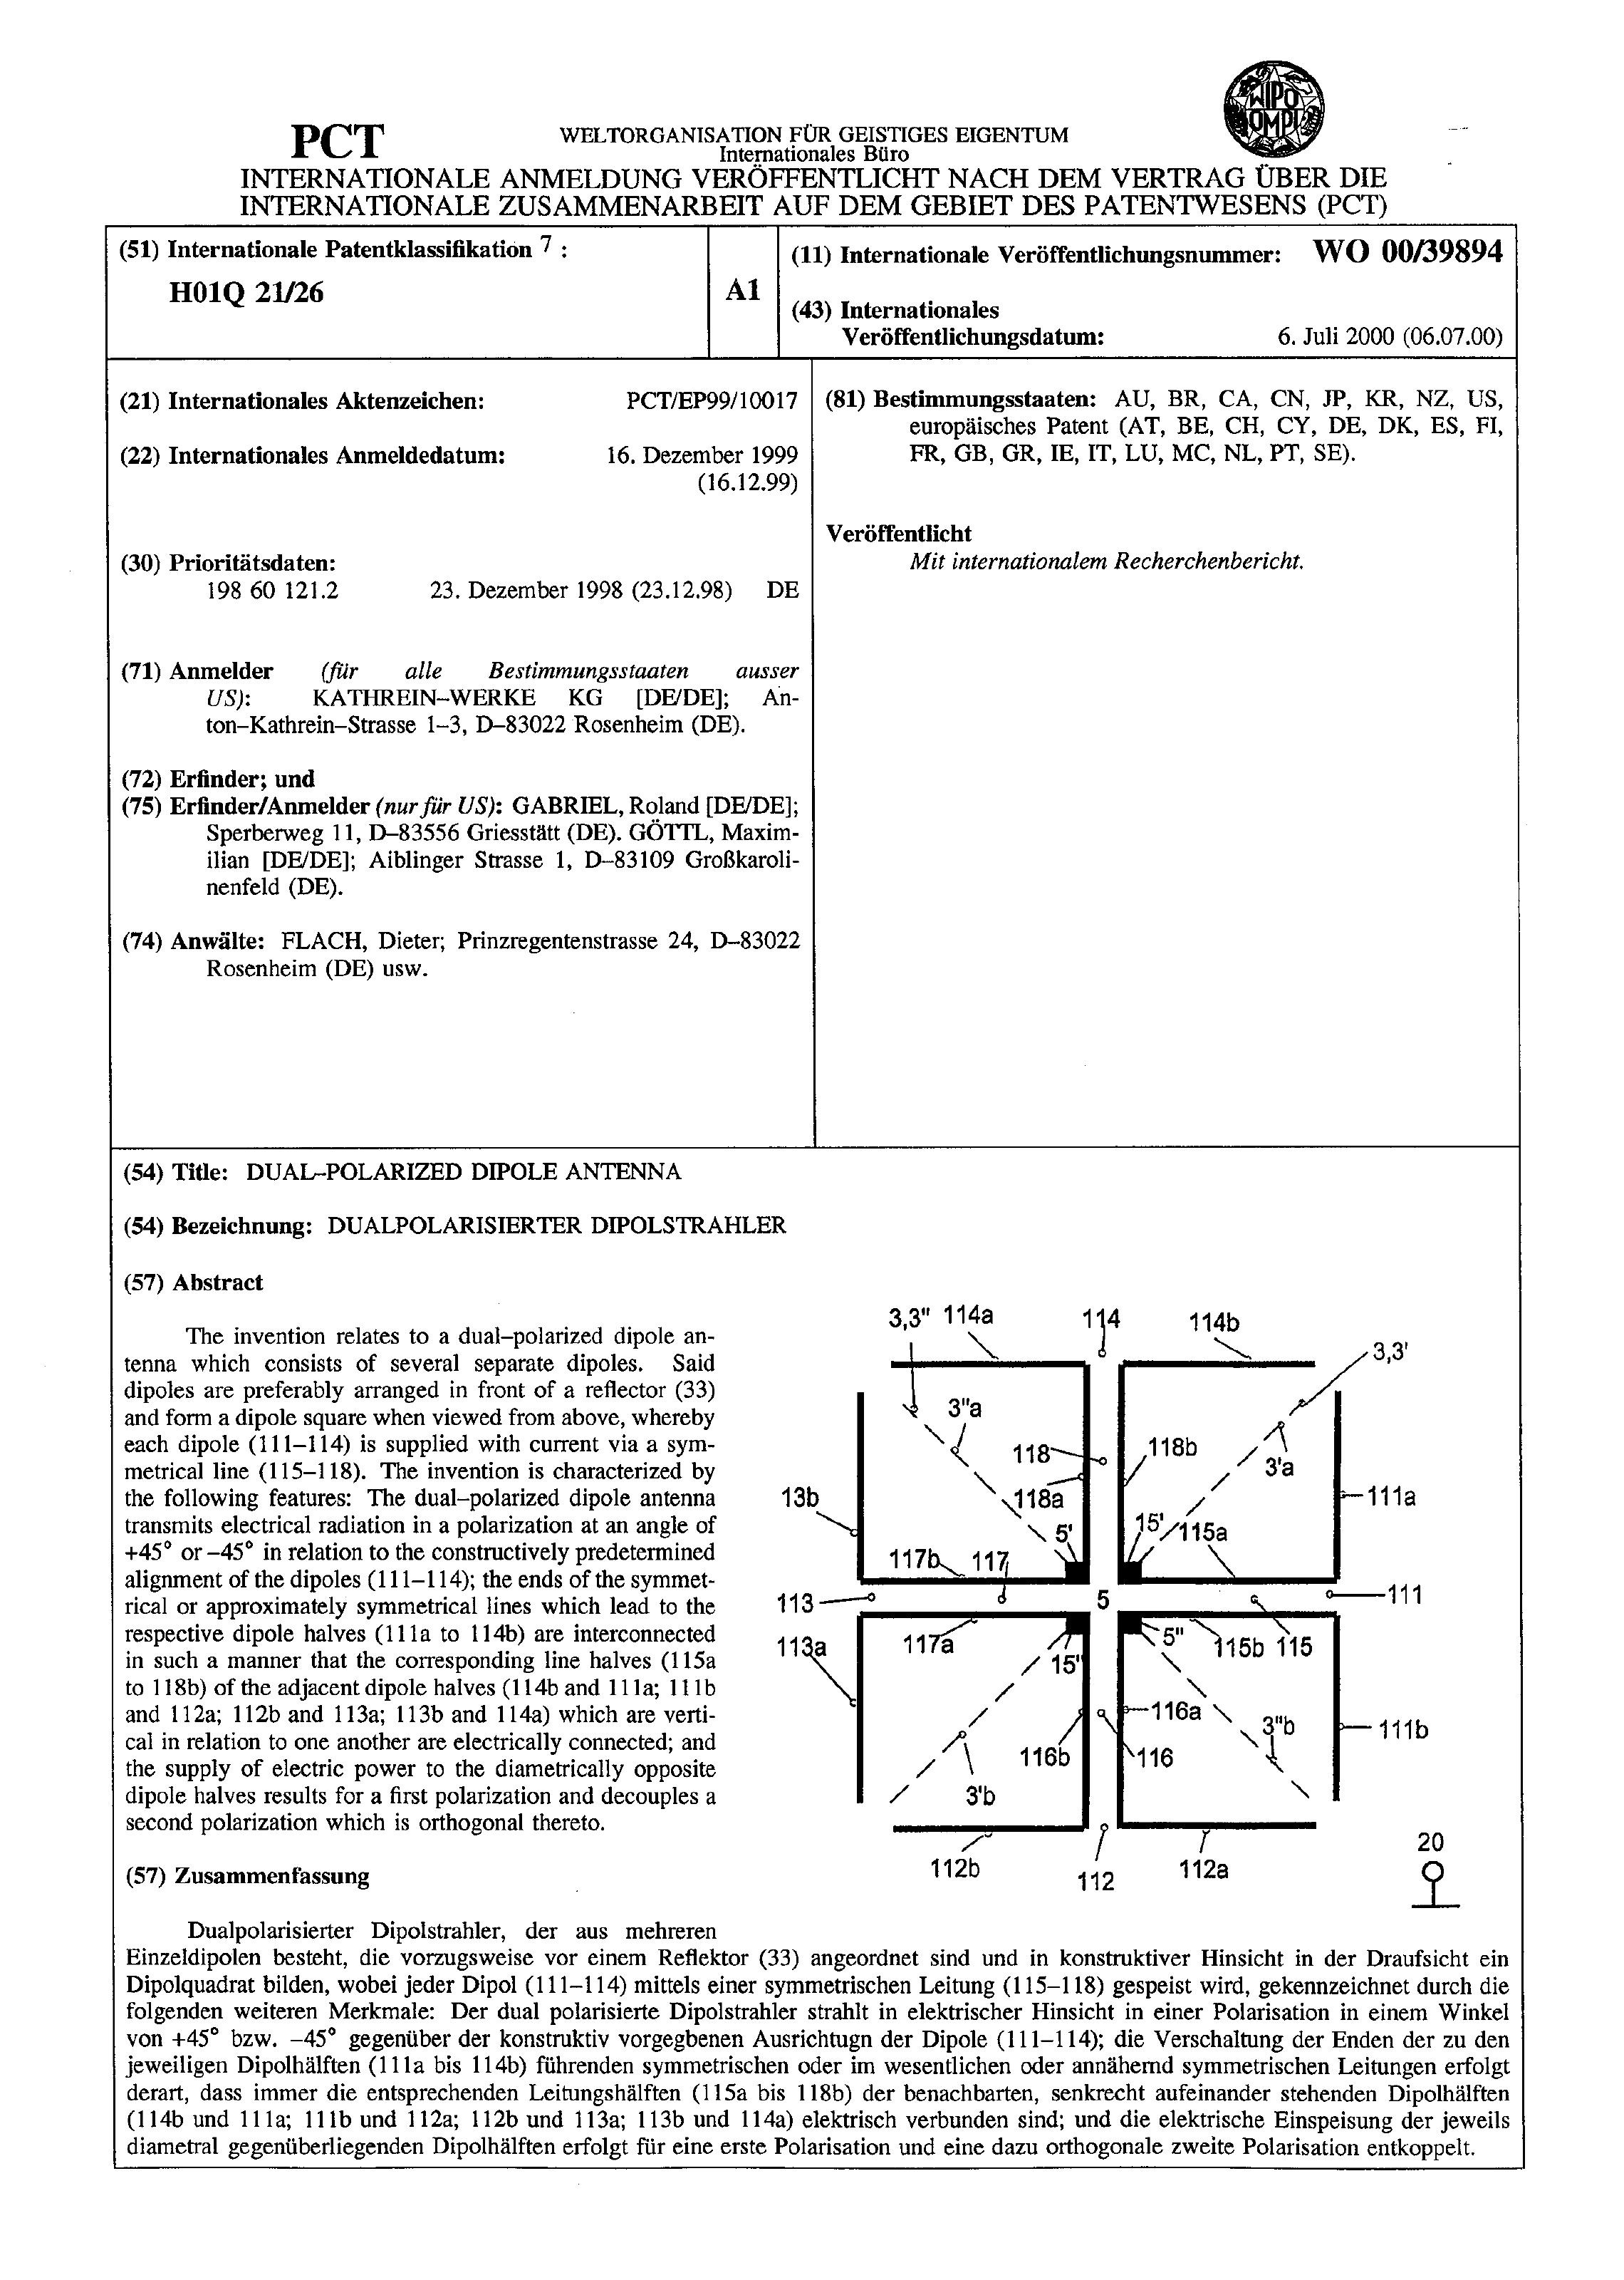 WIPO
OMPI
PCT
WELTORGANISATION FÜR GEISTIGES EIGENTUM
Internationales Büro
INTERNATIONALE ANMELDUNG VERÖFFENTLICHT NACH DEM VERTRAG ÜBER DIE
INTERNATIONALE ZUSAMMENARBEIT AUF DEM GEBIET DES PATENTWESENS (PCT)
(51) Internationale Patentklassifikation 7 :
H01Q 21/26
A1
(11) Internationale Veröffentlichungsnummer: WO 00/39894
(43) Internationales
Veröffentlichungsdatum: 6. Juli 2000 (06.07.00)
(21) Internationales Aktenzeichen: PCT/EP99/10017
(22) Internationales Anmeldedatum: 16. Dezember 1999
(16.12.99)
(30) Prioritätsdaten:
198 60 121.2 23. Dezember 1998 (23.12.98) DE
(71) Anmelder (für alle Bestimmungsstaaten ausser
US): KATHREIN-WERKE KG [DE/DE]; An-
ton-Kathrein-Strasse 1-3, D-83022 Rosenheim (DE).
(72) Erfinder; und
(75) Erfinder/Anmelder (nur für US): GABRIEL, Roland [DE/DE];
Sperberweg 11, D-83556 Griesstätt (DE). GÖTTL, Maxim-
ilian [DE/DE]; Aiblinger Strasse 1, D-83109 Großkaroli-
nenfeld (DE).
(74) Anwälte: FLACH, Dieter; Prinzregentenstrasse 24, D-83022
Rosenheim (DE) usw.
(81) Bestimmungsstaaten: AU, BR, CA, CN, JP, KR, NZ, US,
europäisches Patent (AT, BE, CH, CY, DE, DK, ES, FI,
FR, GB, GR, IE, IT, LU, MC, NL, PT, SE).
Veröffentlicht
Mit internationalem Recherchenbericht.
(54) Title: DUAL-POLARIZED DIPOLE ANTENNA
(54) Bezeichnung: DUALPOLARISIERTER DIPOLSTRAHLER
(57) Abstract
The invention relates to a dual-polarized dipole an-
tenna which consists of several separate dipoles. Said
dipoles are preferably arranged in front of a reflector (33)
and form a dipole square when viewed from above, whereby
each dipole (111-114) is supplied with current via a sym-
metrical line (115-118). The invention is characterized by
the following features: The dual-polarized dipole antenna
transmits electrical radiation in a polarization at an angle of
+45° or -45° in relation to the constructively predetermined
alignment of the dipoles (111-114); the ends of the symmet-
rical or approximately symmetrical lines which lead to the
respective dipole halves (111a to 114b) are interconnected
in such a manner that the corresponding line halves (115a
to 118b) of the adjacent dipole halves (114b and 111a; 111b
and 112a; 112b and 113a; 113b and 114a) which are verti-
cal in relation to one another are electrically connected; and
the supply of electric power to the diametrically opposite
dipole halves results for a first polarization and decouples a
second polarization which is orthogonal thereto.
3,3" 114a 114 114b
3,3'
3"a
118 118b
3'a
13b 118a 111a
5' 15' 115a
117b 117
113 5 111
113a 117a 15" 5" 115b 115
116a
3"b 111b
116b 116
3'b
112b 112 112a
20
(57) Zusammenfassung
Dualpolarisierter Dipolstrahler, der aus mehreren
Einzeldipolen besteht, die vorzugsweise vor einem Reflektor (33) angeordnet sind und in konstruktiver Hinsicht in der Draufsicht ein
Dipolquadrat bilden, wobei jeder Dipol (111-114) mittels einer symmetrischen Leitung (115-118) gespeist wird, gekennzeichnet durch die
folgenden weiteren Merkmale: Der dual polarisierte Dipolstrahler strahlt in elektrischer Hinsicht in einer Polarisation in einem Winkel
von +45° bzw. -45° gegenüber der konstruktiv vorgegbenen Ausrichtugn der Dipole (111-114); die Verschaltung der Enden der zu den
jeweiligen Dipolhälften (111a bis 114b) führenden symmetrischen oder im wesentlichen oder annähernd symmetrischen Leitungen erfolgt
derart, dass immer die entsprechenden Leitungshälften (115a bis 118b) der benachbarten, senkrecht aufeinander stehenden Dipolhälften
(114b und 111a; 111b und 112a; 112b und 113a; 113b und 114a) elektrisch verbunden sind; und die elektrische Einspeisung der jeweils
diametral gegenüberliegenden Dipolhälften erfolgt für eine erste Polarisation und eine dazu orthogonale zweite Polarisation entkoppelt.